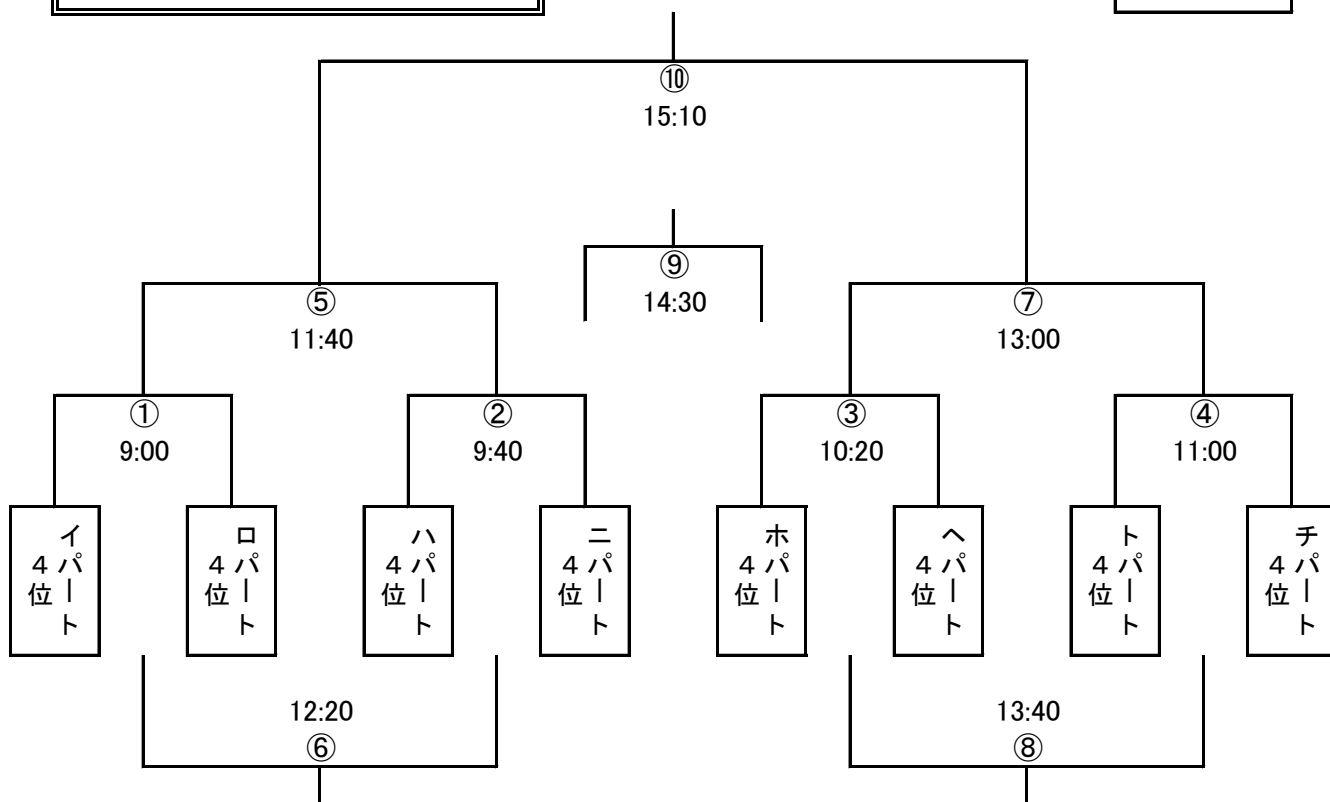 ⑩
15:10
⑨
14:30
⑤
11:40
⑦
13:00
①
9:00
②
9:40
③
10:20
④
11:00
イパート
4位
ロパート
4位
ハパート
4位
ニパート
4位
ホパート
4位
ヘパート
4位
トパート
4位
チパート
4位
12:20
⑥
13:40
⑧